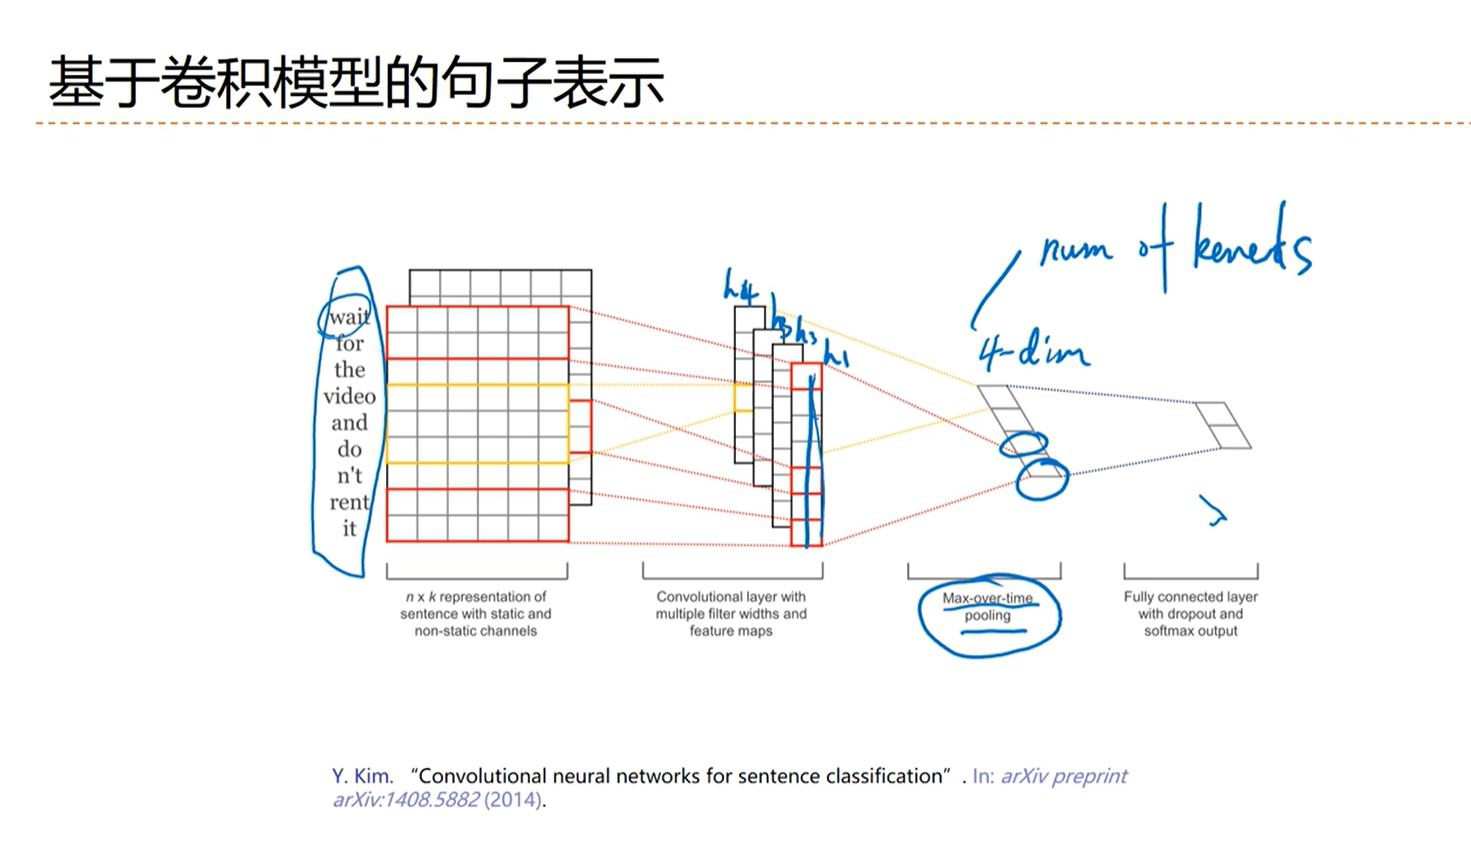 基于卷积模型的句子表示
num of kenels
4-dim
h4
h3
h1
wait
for
the
video
and
do
n't
rent
it
n x k representation of
sentence with static and
non-static channels
Convolutional layer with
multiple filter widths and
feature maps
Max-over-time
pooling
Fully connected layer
with dropout and
softmax output
Y. Kim. “Convolutional neural networks for sentence classification”. In: arXiv preprint
arXiv:1408.5882 (2014).